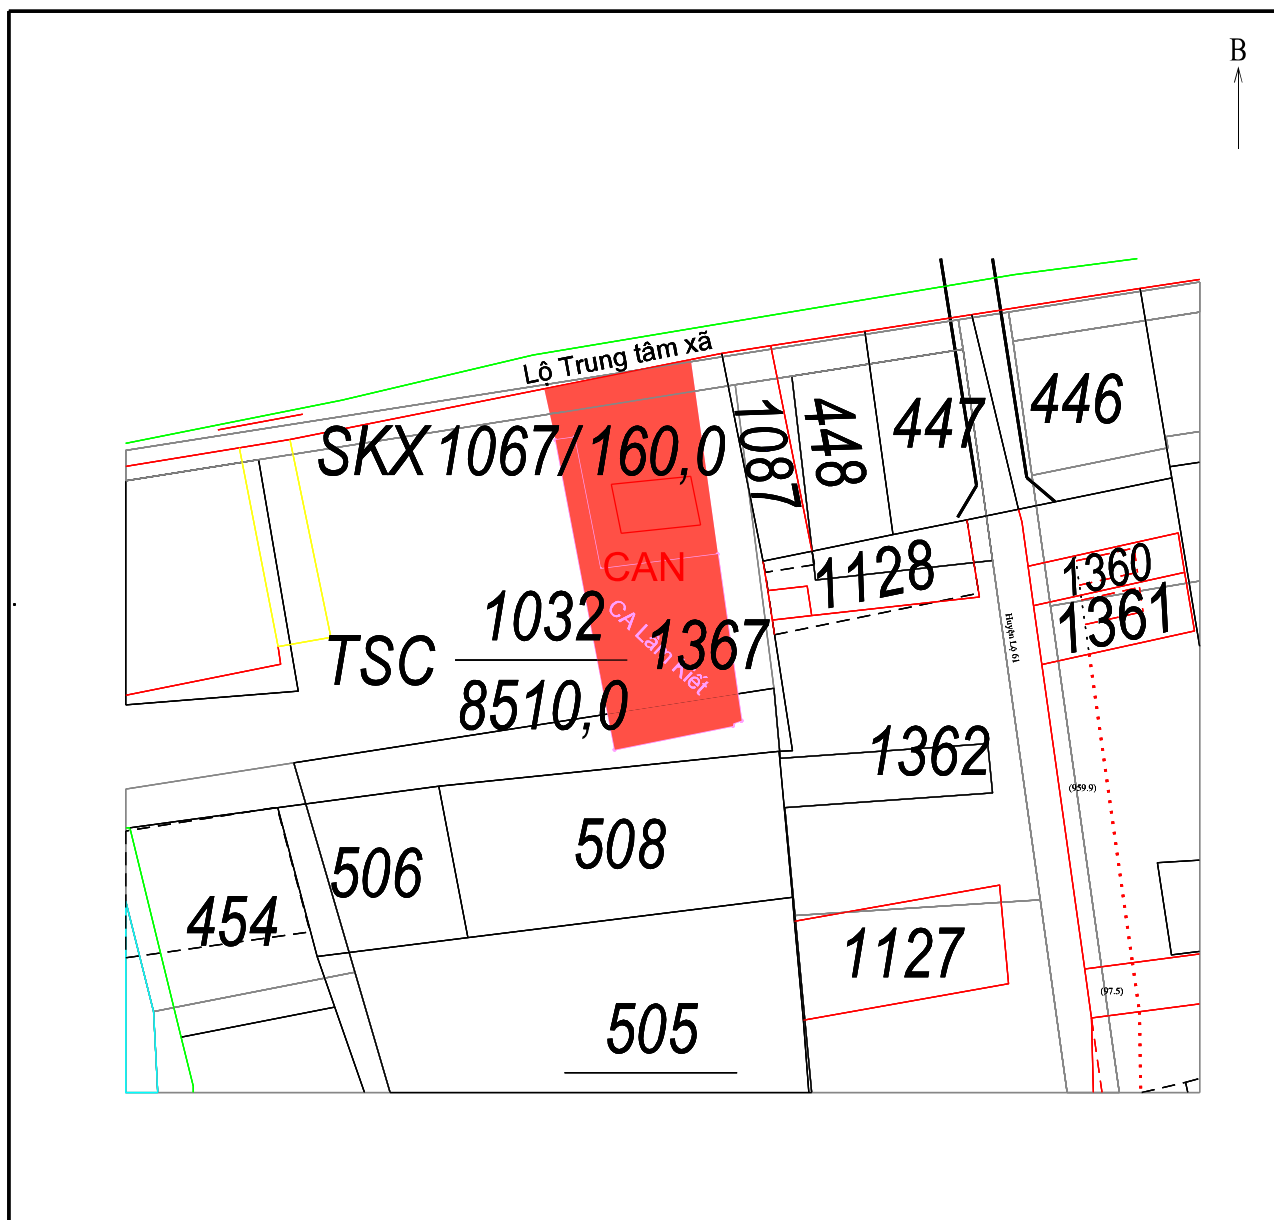 B
Lộ Trung tâm xã
446
447
448
1087
SKX 1067/160,0
CAN
1128
1360
1361
1032
TSC
1367
8510,0
CA Lâm Kiết
Huyện Lộ 61
1362
(959.9)
508
506
454
1127
(97.5)
505